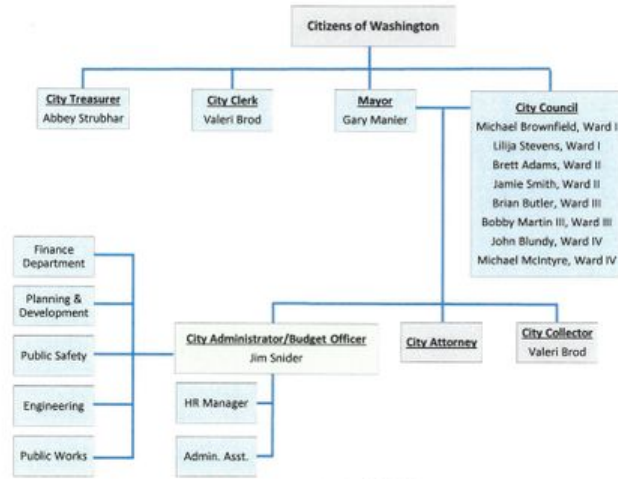 Citizens of Washington
City Treasurer
Abbey Strubhar
City Clerk
Valeri Brod
Mayor
Gary Manier
City Council
Michael Brownfield, Ward I
Lilija Stevens, Ward I
Brett Adams, Ward II
Jamie Smith, Ward II
Brian Butler, Ward III
Bobby Martin III, Ward III
John Blundy, Ward IV
Michael McIntyre, Ward IV
Finance
Department
Planning &
Development
Public Safety
Engineering
Public Works
City Administrator/Budget Officer
Jim Snider
HR Manager
Admin. Asst.
City Attorney
City Collector
Valeri Brod